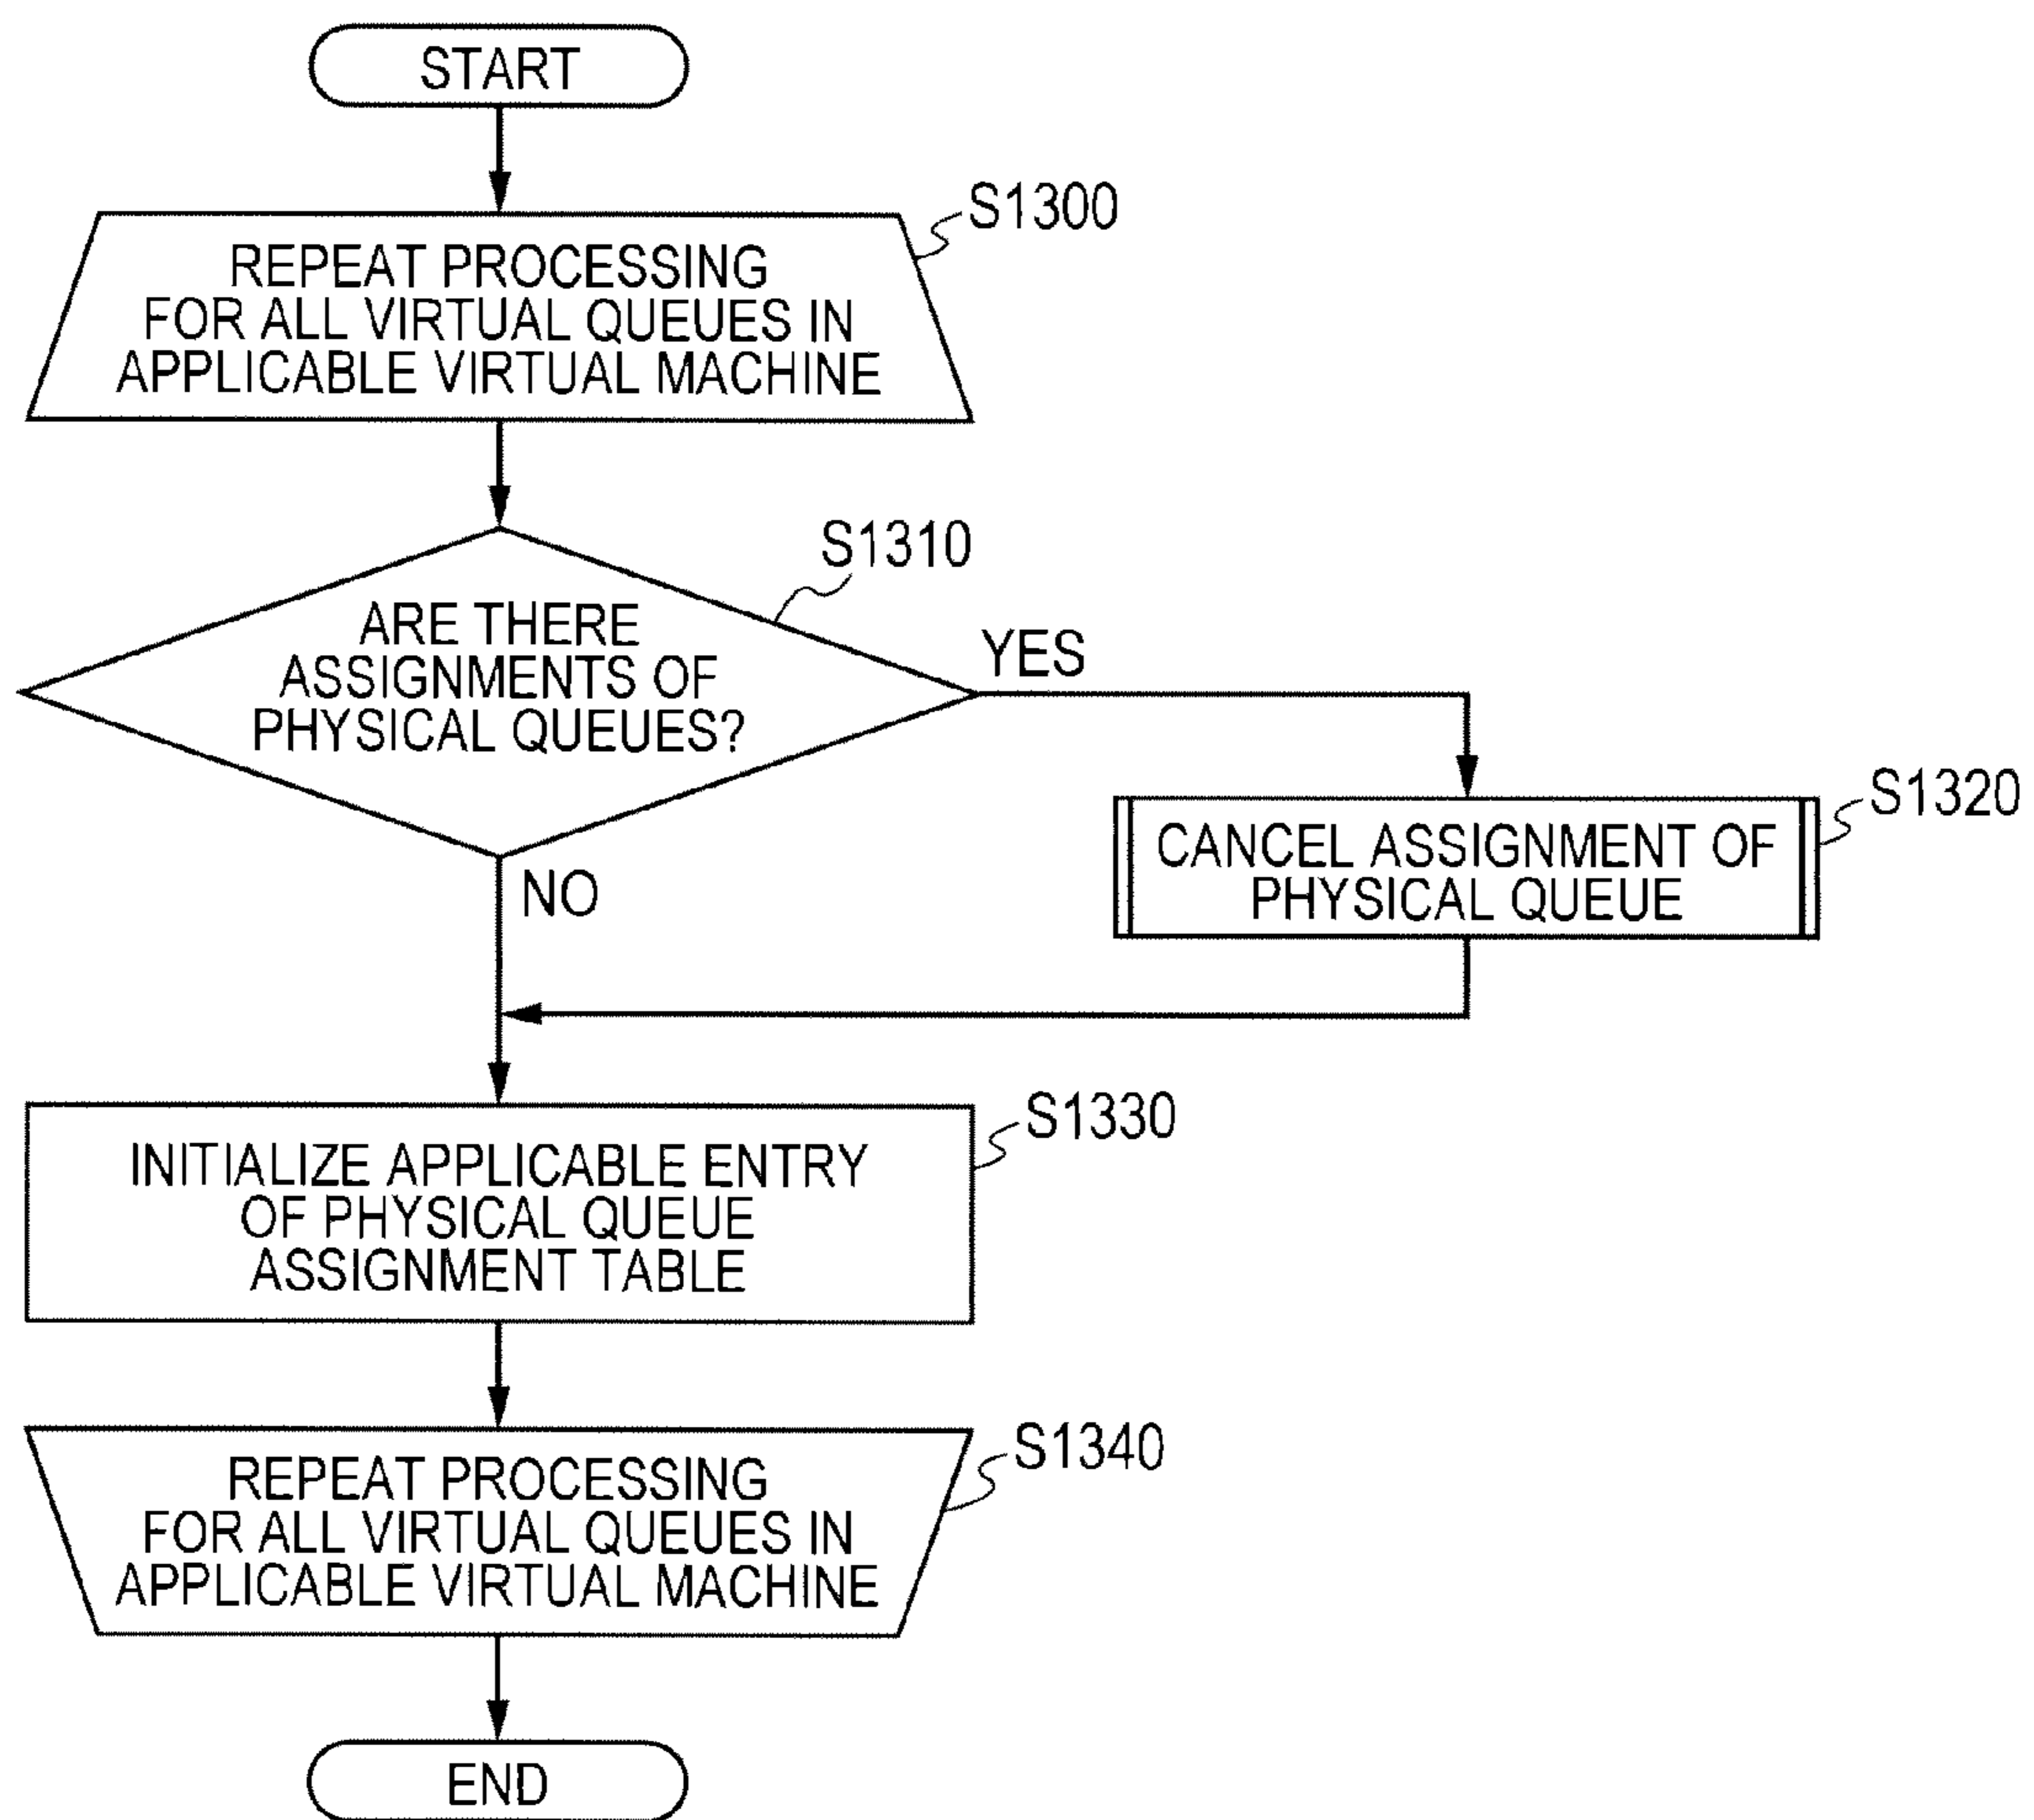 START
S1300
REPEAT PROCESSING
FOR ALL VIRTUAL QUEUES IN
APPLICABLE VIRTUAL MACHINE
S1310
ARE THERE
ASSIGNMENTS OF
PHYSICAL QUEUES?
YES
NO
S1320
CANCEL ASSIGNMENT OF
PHYSICAL QUEUE
S1330
INITIALIZE APPLICABLE ENTRY
OF PHYSICAL QUEUE
ASSIGNMENT TABLE
S1340
REPEAT PROCESSING
FOR ALL VIRTUAL QUEUES IN
APPLICABLE VIRTUAL MACHINE
END